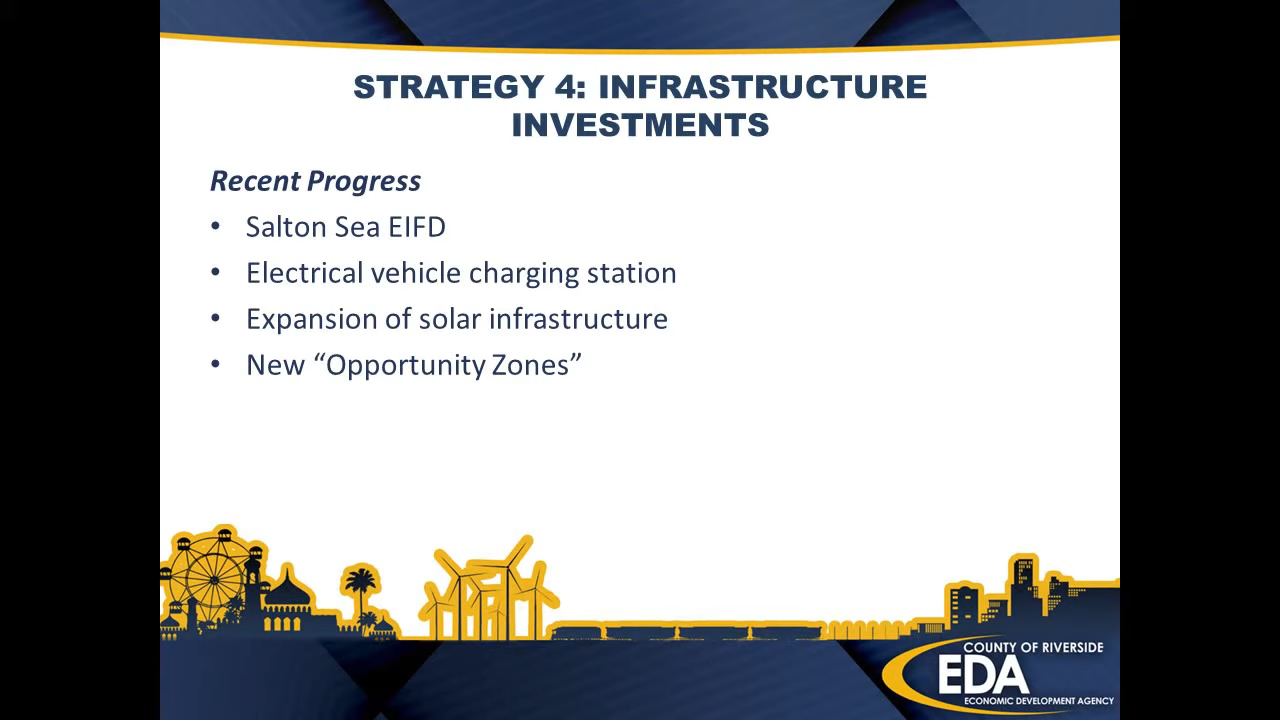 STRATEGY 4: INFRASTRUCTURE
INVESTMENTS
Recent Progress
• Salton Sea EIFD
• Electrical vehicle charging station
• Expansion of solar infrastructure
• New “Opportunity Zones”
COUNTY OF RIVERSIDE
EDA
ECONOMIC DEVELOPMENT AGENCY